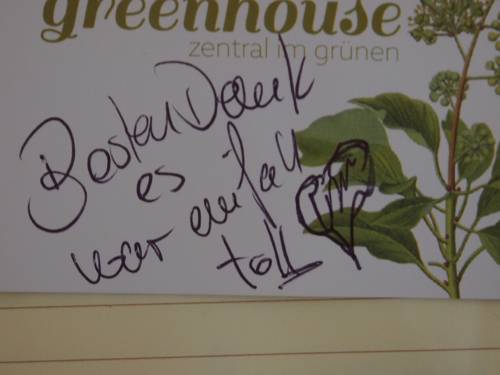 greenhouse
zentral im grünen
Besten Dank
es
war einfach
toll